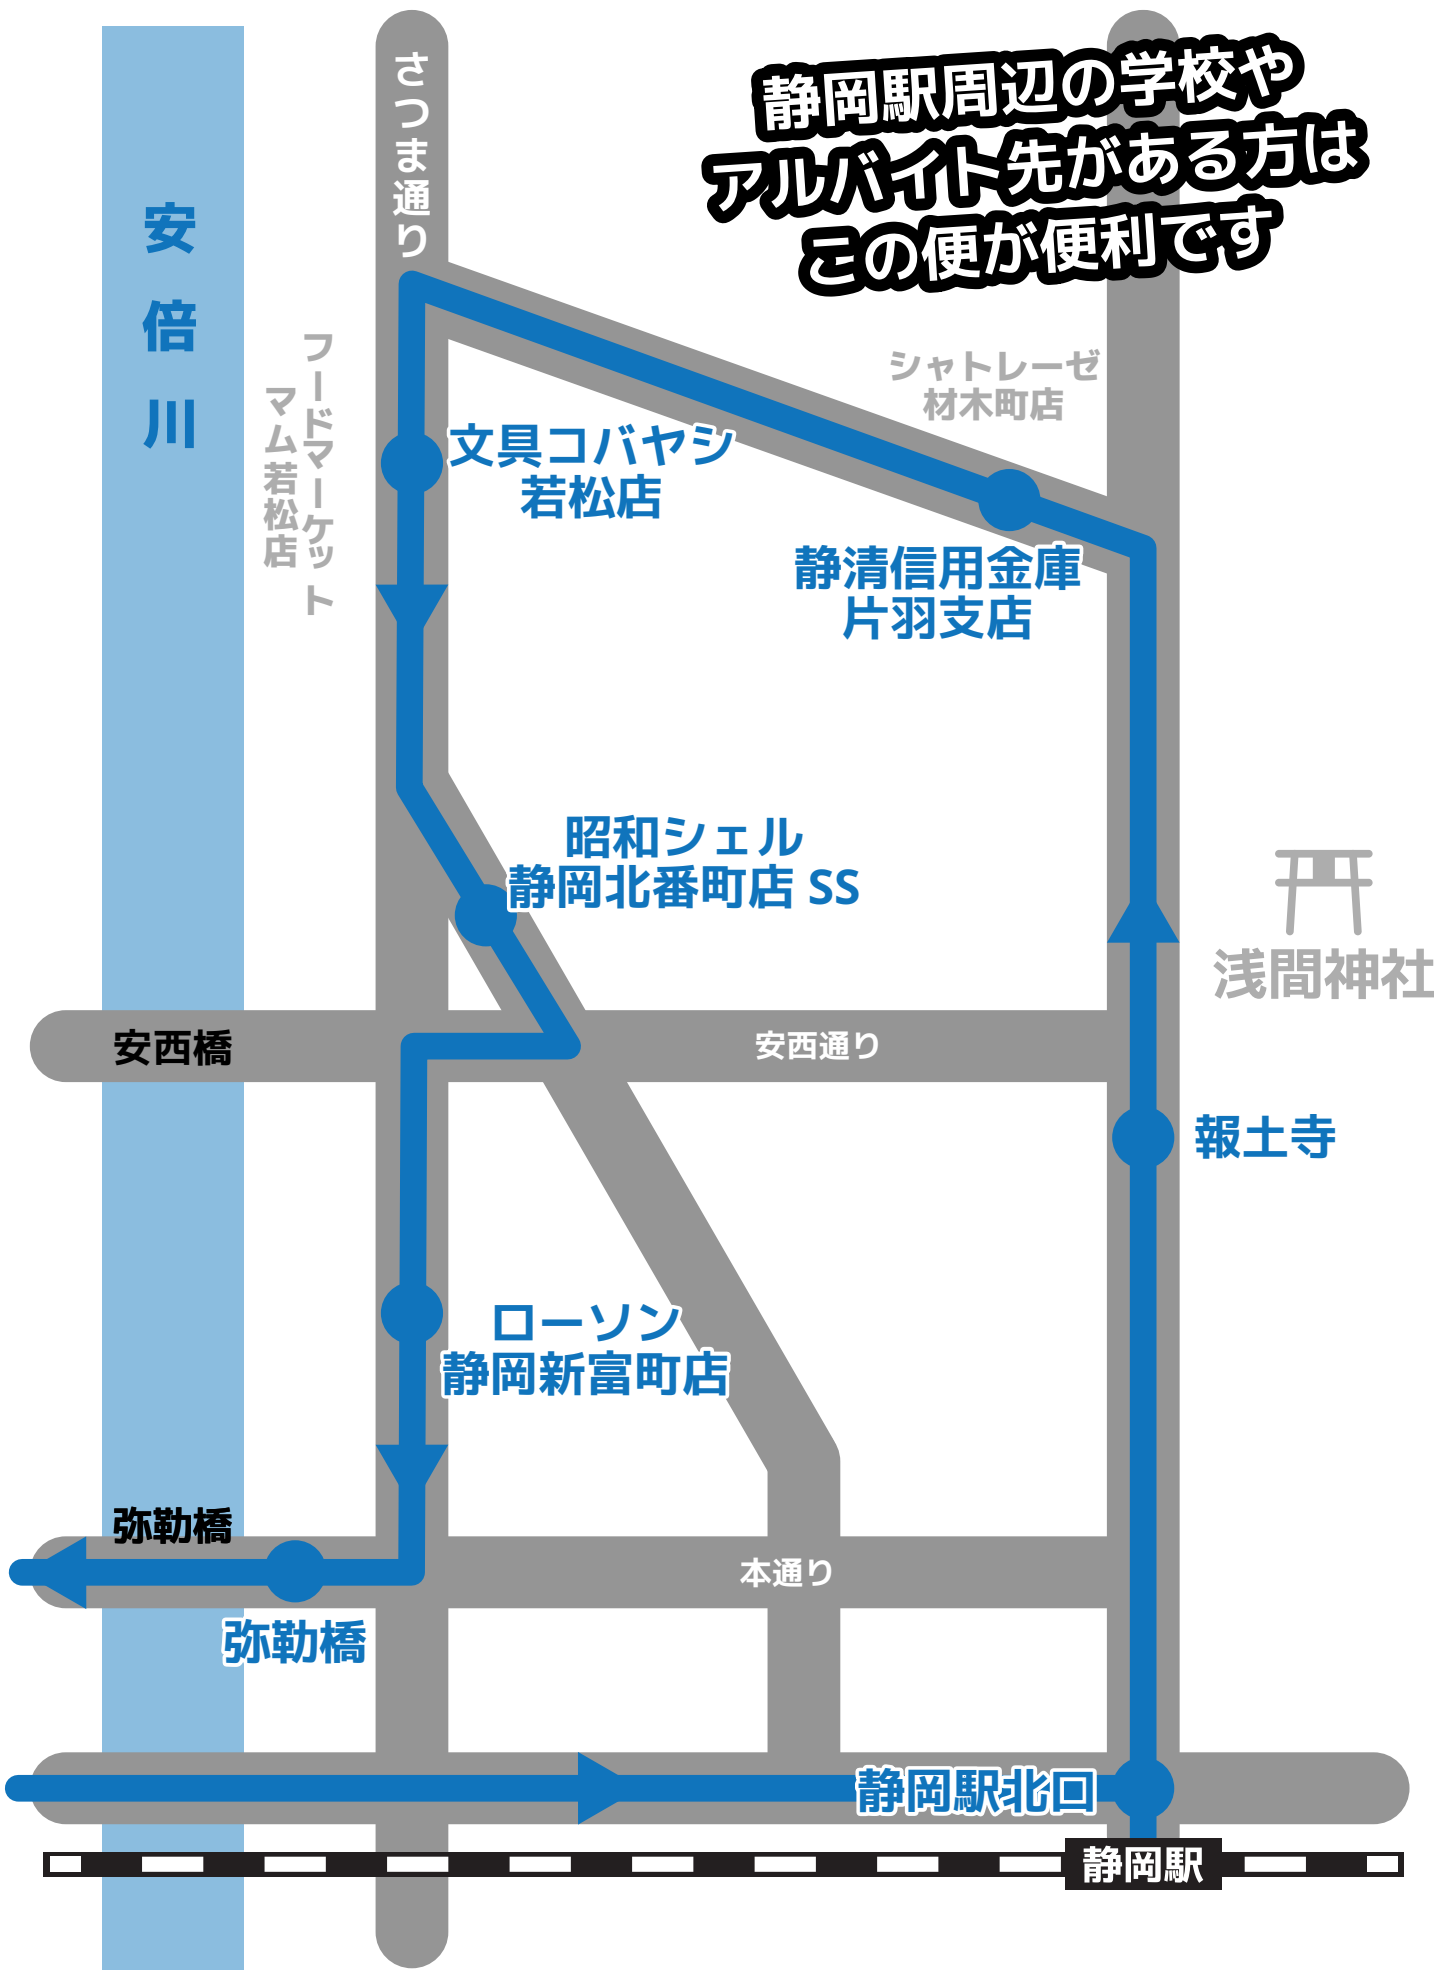 静岡駅周辺の学校や
アルバイト先がある方は
この便が便利です
さつま通り
安倍川
フードマーケット
マム若松店
シャトレーゼ
材木町店
文具コバヤシ
若松店
静清信用金庫
片羽支店
昭和シェル
静岡北番町店 SS
浅間神社
安西橋
安西通り
報土寺
ローソン
静岡新富町店
弥勒橋
本通り
弥勒橋
静岡駅北口
静岡駅